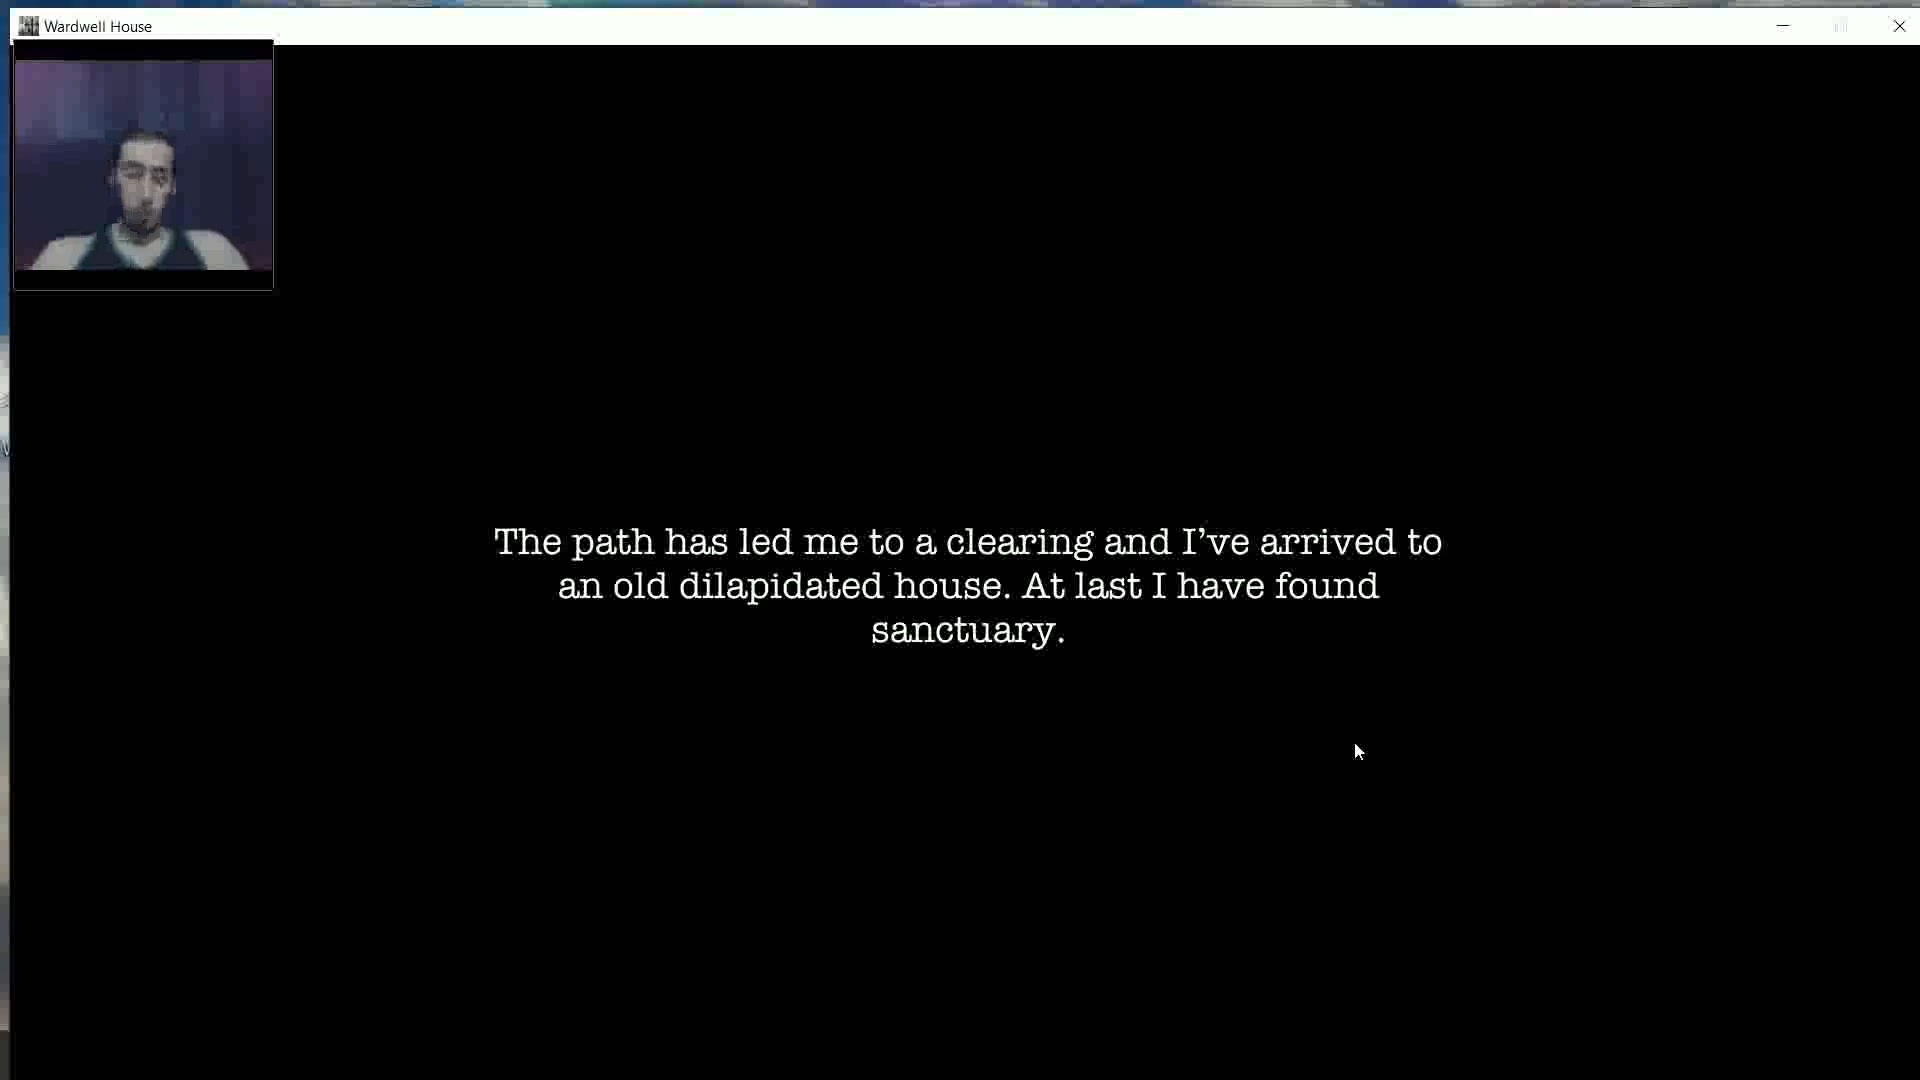 Wardwell House
The path has led me to a clearing and I've arrived to
an old dilapidated house. At last I have found
sanctuary.